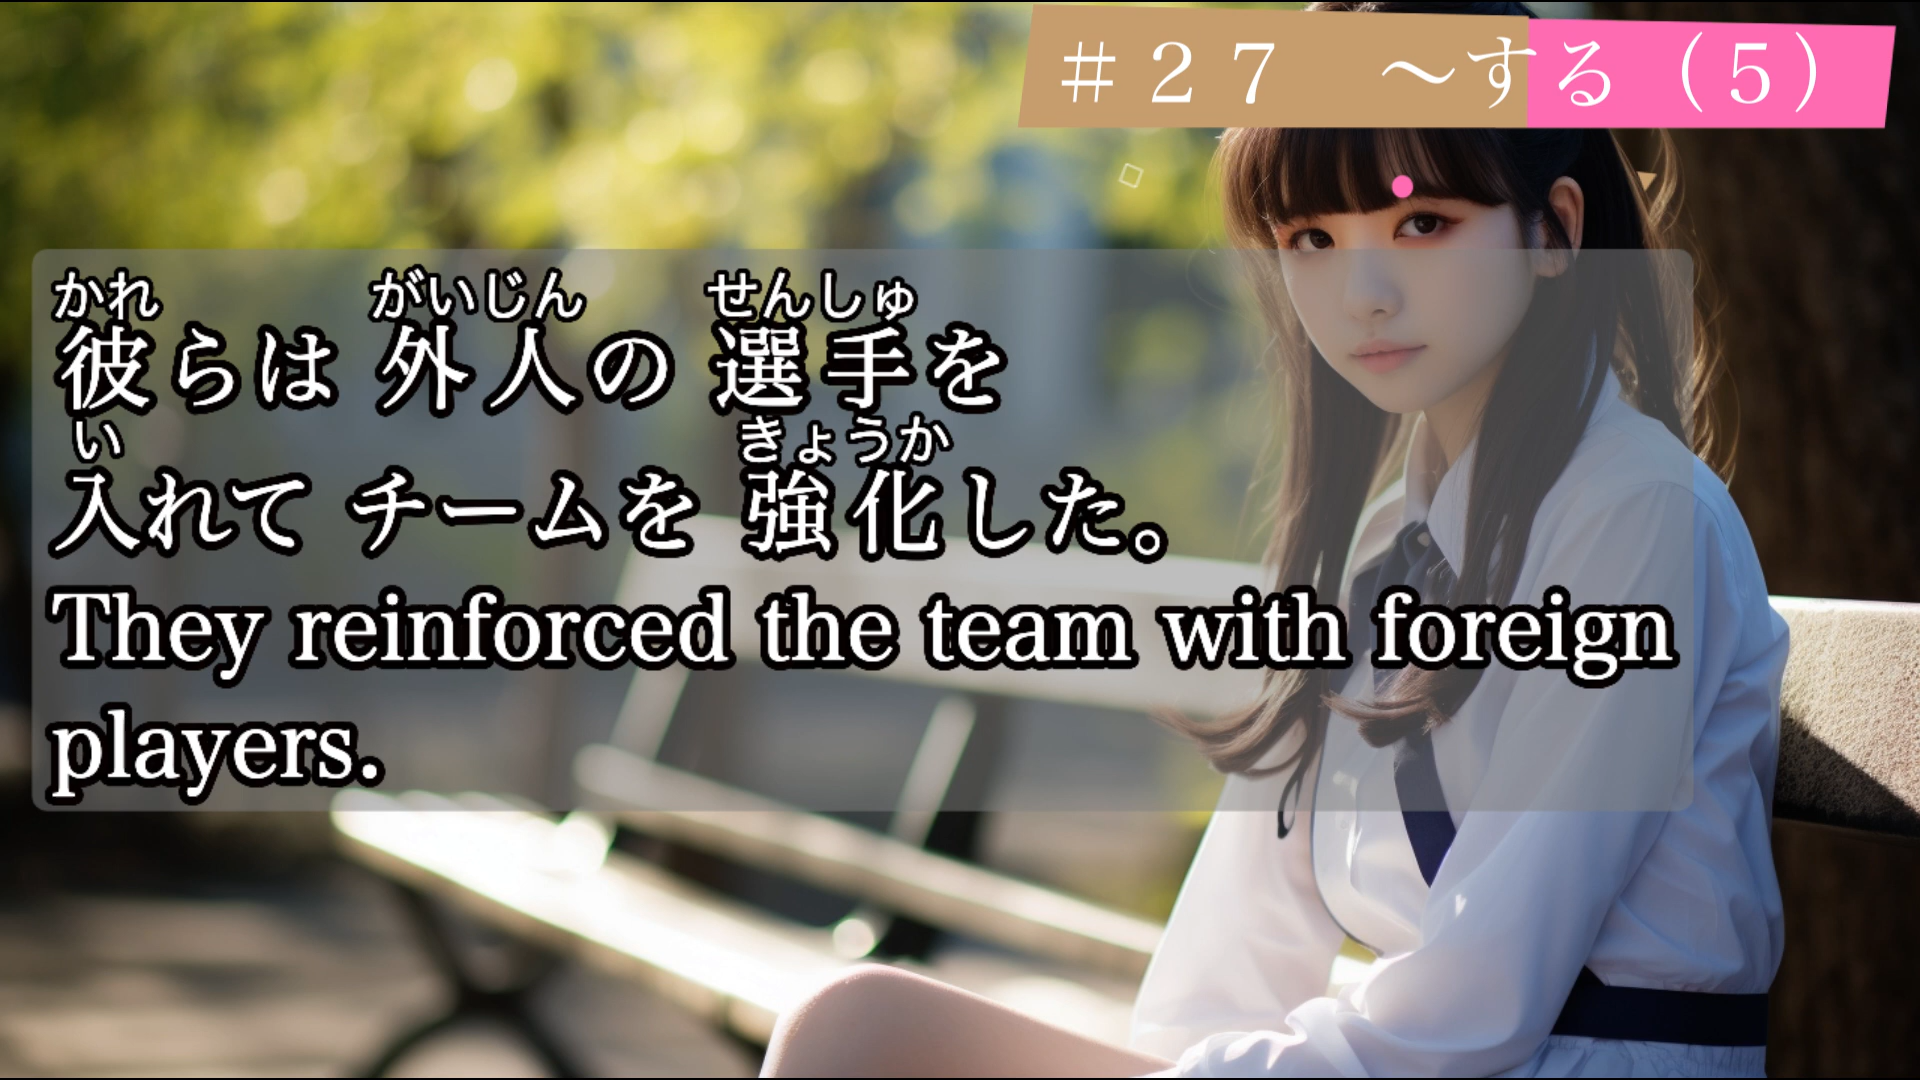 ＃２７　～する（５）
かれ　がいじん　せんしゅ
彼らは 外人の 選手を
い　きょうか
入れて チームを 強化した。
They reinforced the team with foreign
players.